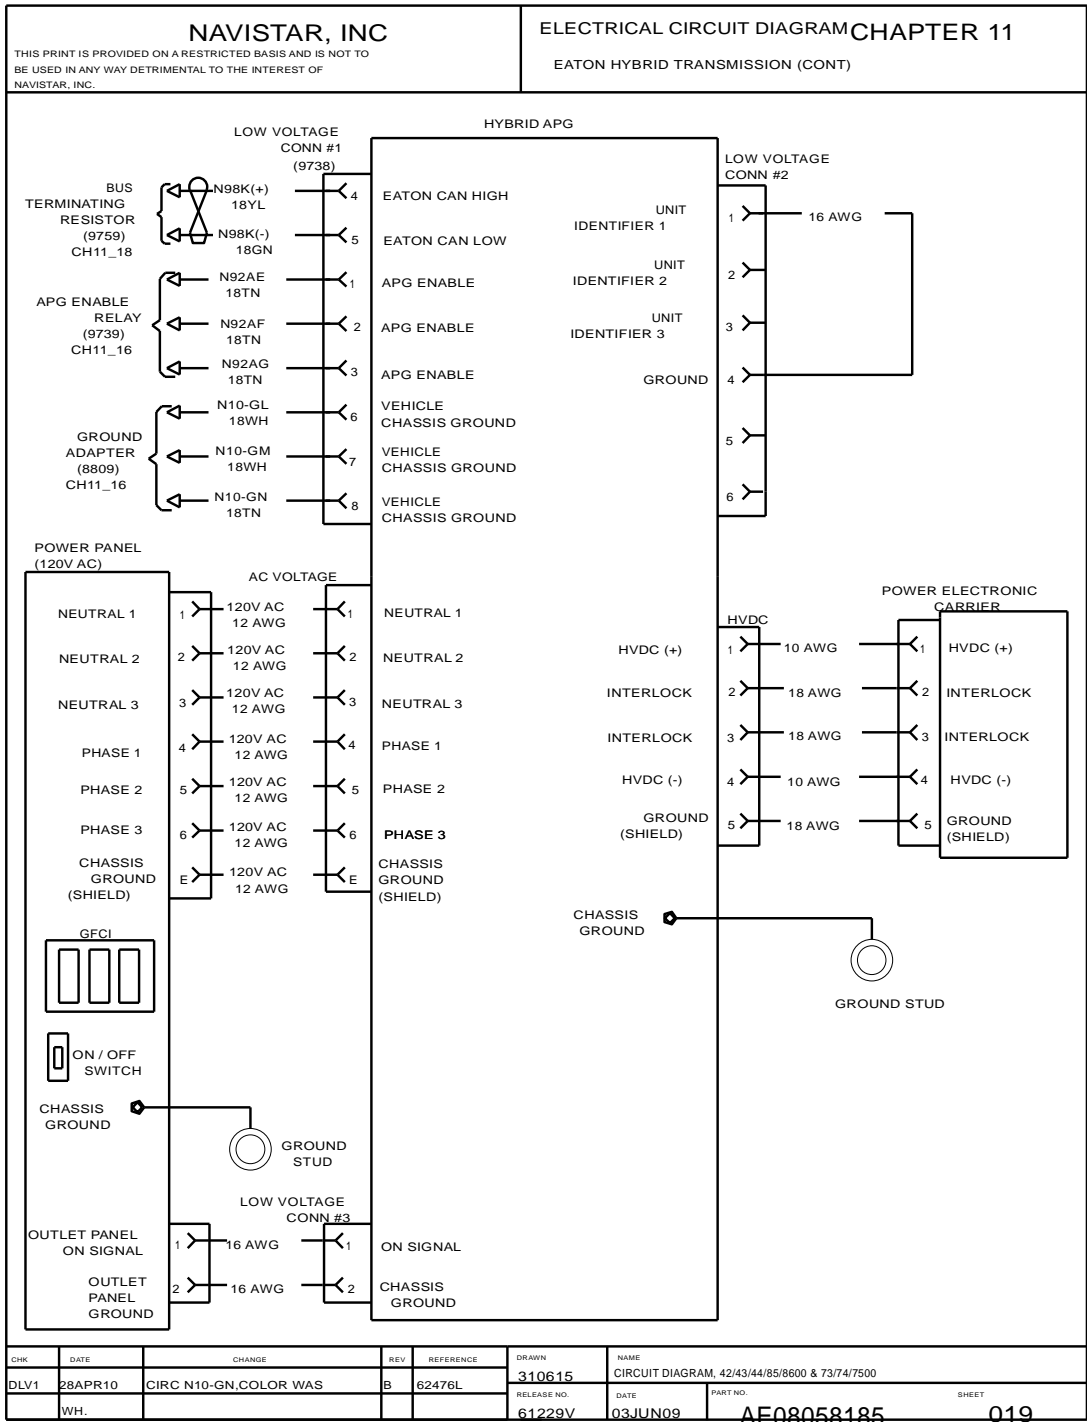 NAVISTAR, INC
THIS PRINT IS PROVIDED ON A RESTRICTED BASIS AND IS NOT TO
BE USED IN ANY WAY DETRIMENTAL TO THE INTEREST OF
NAVISTAR, INC.
ELECTRICAL CIRCUIT DIAGRAM CHAPTER 11
EATON HYBRID TRANSMISSION (CONT)
HYBRID APG
LOW VOLTAGE
CONN #1
(9738)
BUS
TERMINATING
RESISTOR
(9759)
CH11_18
N98K(+)
18YL
4
EATON CAN HIGH
N98K(-)
18GN
5
EATON CAN LOW
APG ENABLE
RELAY
(9739)
CH11_16
N92AE
18TN
1
APG ENABLE
N92AF
18TN
2
APG ENABLE
N92AG
18TN
3
APG ENABLE
GROUND
ADAPTER
(8809)
CH11_16
N10-GL
18WH
6
VEHICLE
CHASSIS GROUND
N10-GM
18WH
7
VEHICLE
CHASSIS GROUND
N10-GN
18TN
8
VEHICLE
CHASSIS GROUND
LOW VOLTAGE
CONN #2
UNIT
IDENTIFIER 1
1
16 AWG
UNIT
IDENTIFIER 2
2
UNIT
IDENTIFIER 3
3
GROUND
4
5
6
POWER PANEL
(120V AC)
AC VOLTAGE
NEUTRAL 1
1
120V AC
12 AWG
1
NEUTRAL 1
NEUTRAL 2
2
120V AC
12 AWG
2
NEUTRAL 2
NEUTRAL 3
3
120V AC
12 AWG
3
NEUTRAL 3
PHASE 1
4
120V AC
12 AWG
4
PHASE 1
PHASE 2
5
120V AC
12 AWG
5
PHASE 2
PHASE 3
6
120V AC
12 AWG
6
PHASE 3
CHASSIS
GROUND
(SHIELD)
E
120V AC
12 AWG
E
CHASSIS
GROUND
(SHIELD)
HVDC
POWER ELECTRONIC
CARRIER
HVDC (+)
1
10 AWG
1
HVDC (+)
INTERLOCK
2
18 AWG
2
INTERLOCK
INTERLOCK
3
18 AWG
3
INTERLOCK
HVDC (-)
4
10 AWG
4
HVDC (-)
GROUND
(SHIELD)
5
18 AWG
5
GROUND
(SHIELD)
CHASSIS
GROUND
GROUND STUD
GFCI
ON / OFF
SWITCH
CHASSIS
GROUND
GROUND
STUD
LOW VOLTAGE
CONN #3
OUTLET PANEL
ON SIGNAL
1
16 AWG
1
ON SIGNAL
OUTLET
PANEL
GROUND
2
16 AWG
2
CHASSIS
GROUND
CHK DATE CHANGE REV REFERENCE
DLV1 28APR10 CIRC N10-GN,COLOR WAS B 62476L
WH.
DRAWN
310615
NAME
CIRCUIT DIAGRAM, 42/43/44/85/8600 & 73/74/7500
RELEASE NO.
61229V
DATE
03JUN09
PART NO.
AE08058185
SHEET
019